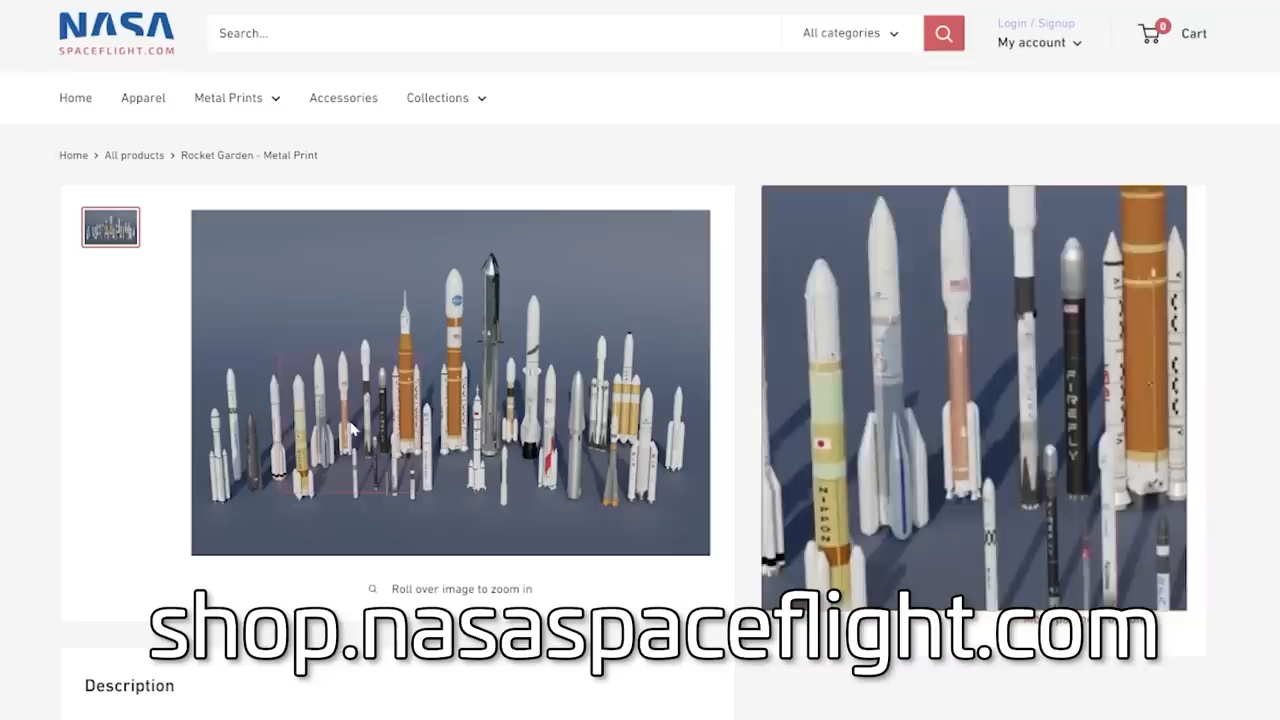 NASA
SPACEFLIGHT.COM
Search...
All categories
Login / Signup
My account
0
Cart
Home
Apparel
Metal Prints
Accessories
Collections
Home > All products > Rocket Garden - Metal Print
NIPPON
FIREFLY
Roll over image to zoom in
shop.nasaspaceflight.com
Description